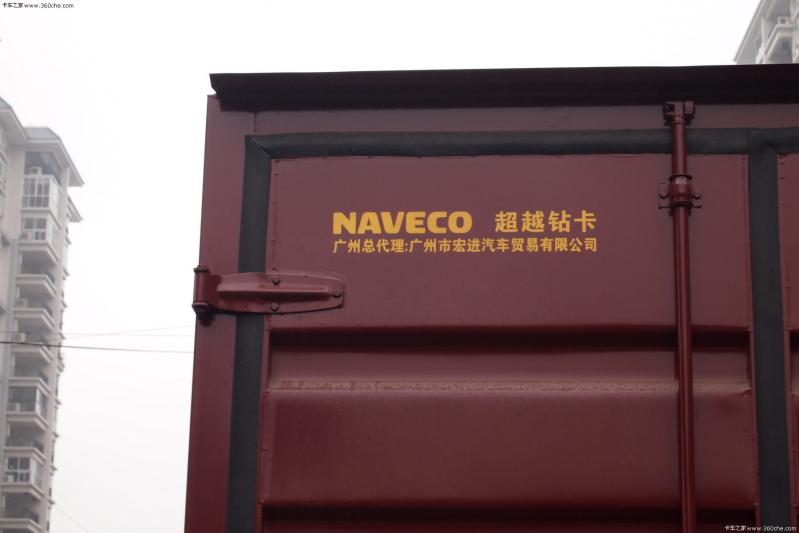 卡车之家 www.360che.com
NAVECO 超越钻卡
广州总代理:广州市宏进汽车贸易有限公司
卡车之家 www.360che.com